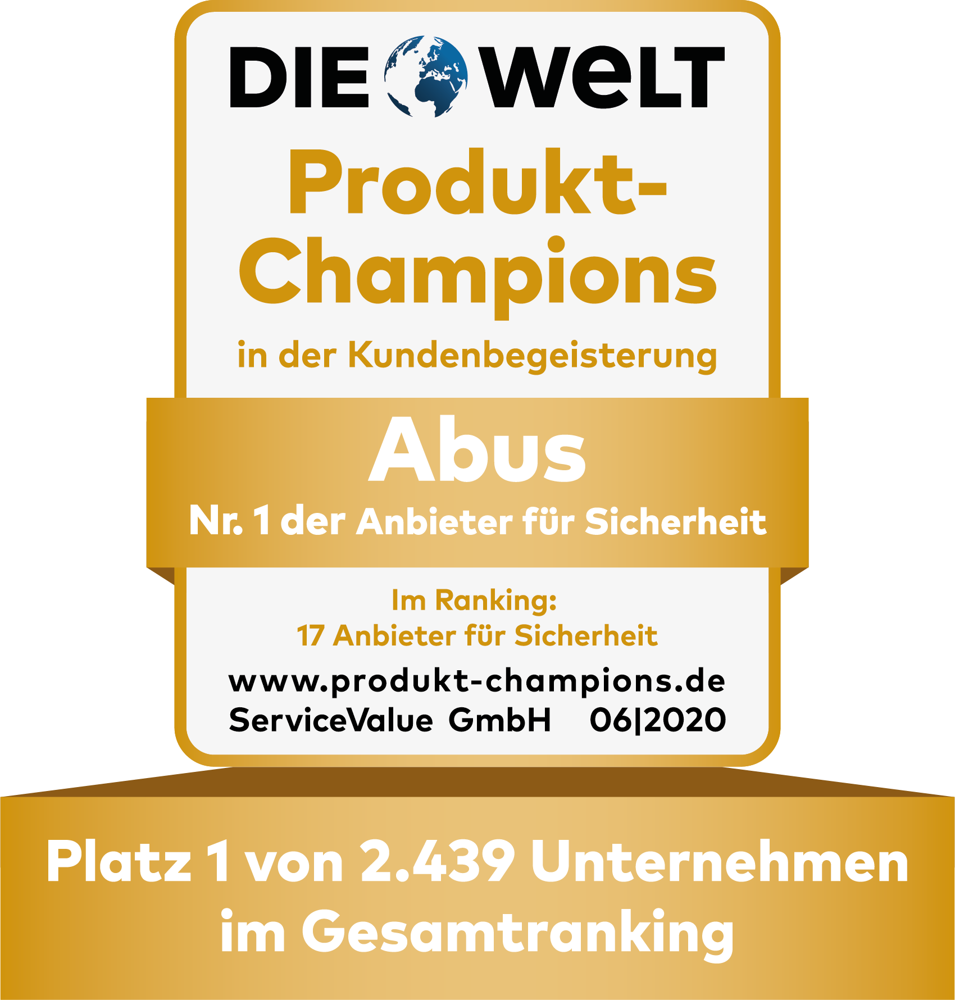 DIE WELT
Produkt-
Champions
in der Kundenbegeisterung
Abus
Nr. 1 der Anbieter für Sicherheit
Im Ranking:
17 Anbieter für Sicherheit
www.produkt-champions.de
ServiceValue GmbH 06|2020
Platz 1 von 2.439 Unternehmen
im Gesamtranking